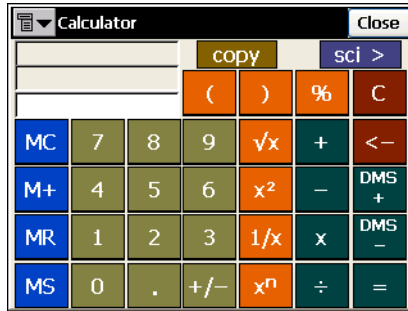 Calculator Close
copy sci >
( ) % C
MC 7 8 9 √x + <-
M+ 4 5 6 x² - DMS +
MR 1 2 3 1/x x DMS -
MS 0 . +/- xⁿ ÷ =